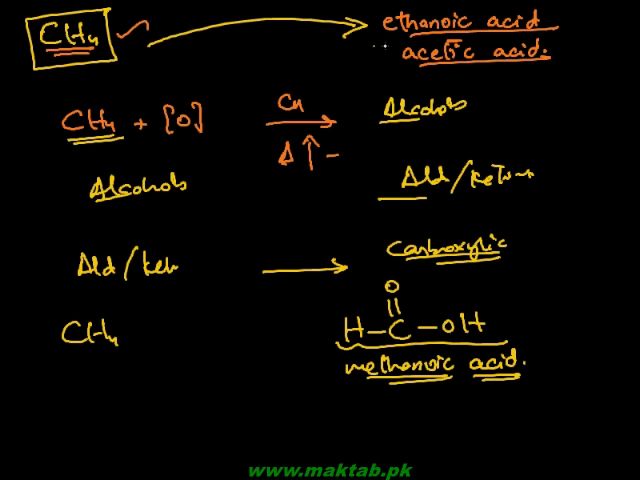 CH₄ ethanoic acid
acetic acid.
CH₄ + [O] Cu Alcohols
Δ ↑ -
Alcohols Ald/Keton
Ald/Ket → Carboxylic
O
CH₄ H-C-OH
methanoic acid.
www.maktab.pk